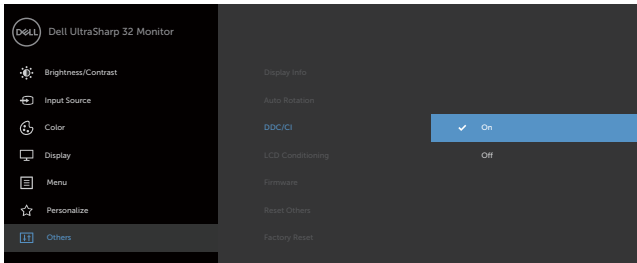 DELL
Dell UltraSharp 32 Monitor
Brightness/Contrast
Display Info
Input Source
Auto Rotation
Color
DDC/CI
On
Display
LCD Conditioning
Off
Menu
Firmware
Personalize
Reset Others
Others
Factory Reset